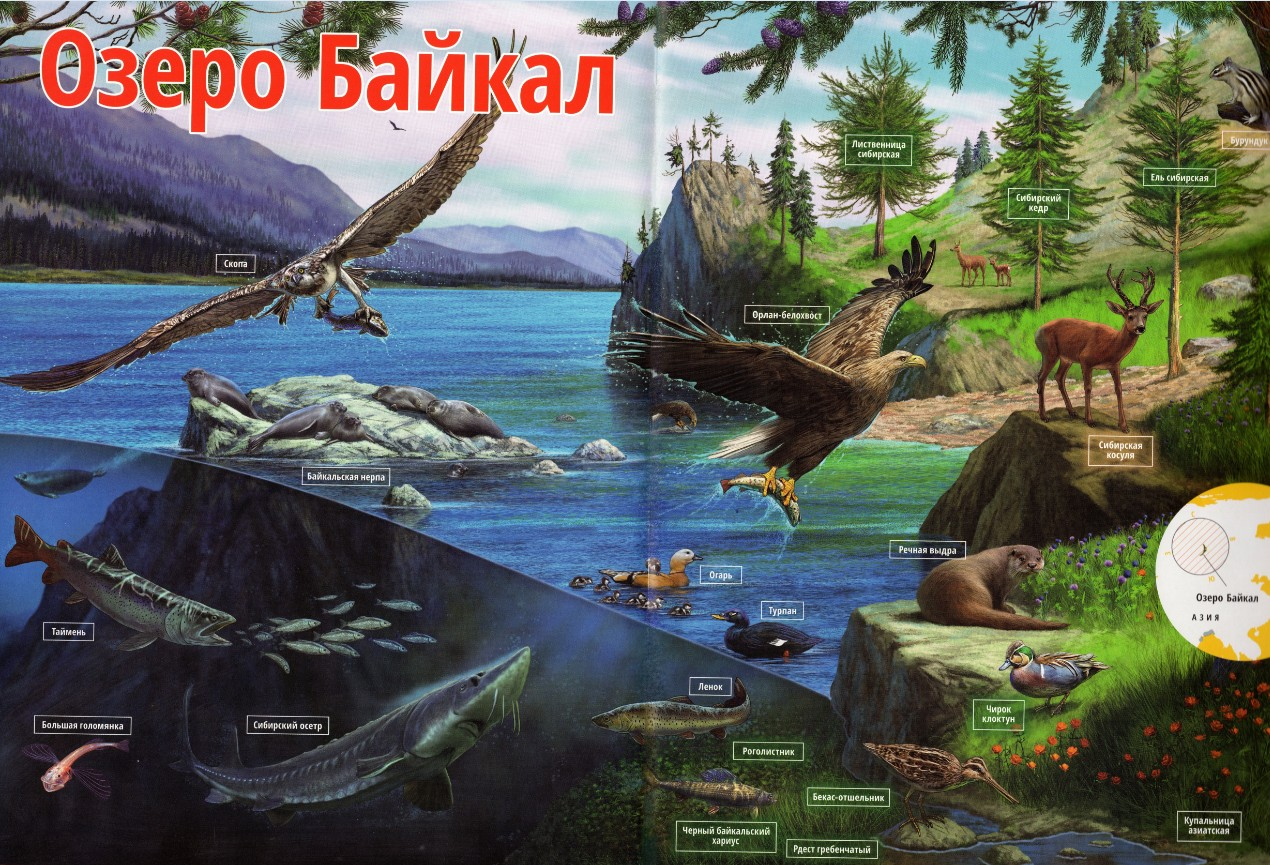 Озеро Байкал
Бурундук
Лиственница
сибирская
Ель сибирская
Сибирский
кедр
Скопа
Орлан-белохвост
Сибирская
косуля
Байкальская нерпа
Речная выдра
Огарь
Озеро Байкал
АЗИЯ
Турпан
Таймень
Ленок
Чирок
клоктун
Большая голомянка
Сибирский осетр
Роголистник
Бекас-отшельник
Купальница
азиатская
Черный байкальский
хариус
Рдест гребенчатый